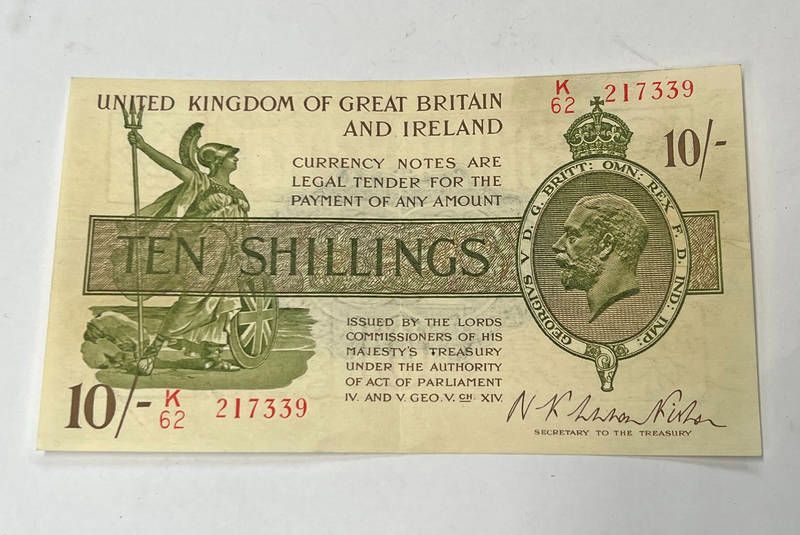 UNITED KINGDOM OF GREAT BRITAIN
AND IRELAND
K
62 217339
10/-
CURRENCY NOTES ARE
LEGAL TENDER FOR THE
PAYMENT OF ANY AMOUNT
TEN SHILLINGS
GEORGIVS V D. G. BRITT: OMN: REX F. D. IND: IMP:
ISSUED BY THE LORDS
COMMISSIONERS OF HIS
MAJESTY'S TREASURY
UNDER THE AUTHORITY
OF ACT OF PARLIAMENT
IV. AND V. GEO. V. CH. XIV.
10/-
K
62 217339
SECRETARY TO THE TREASURY